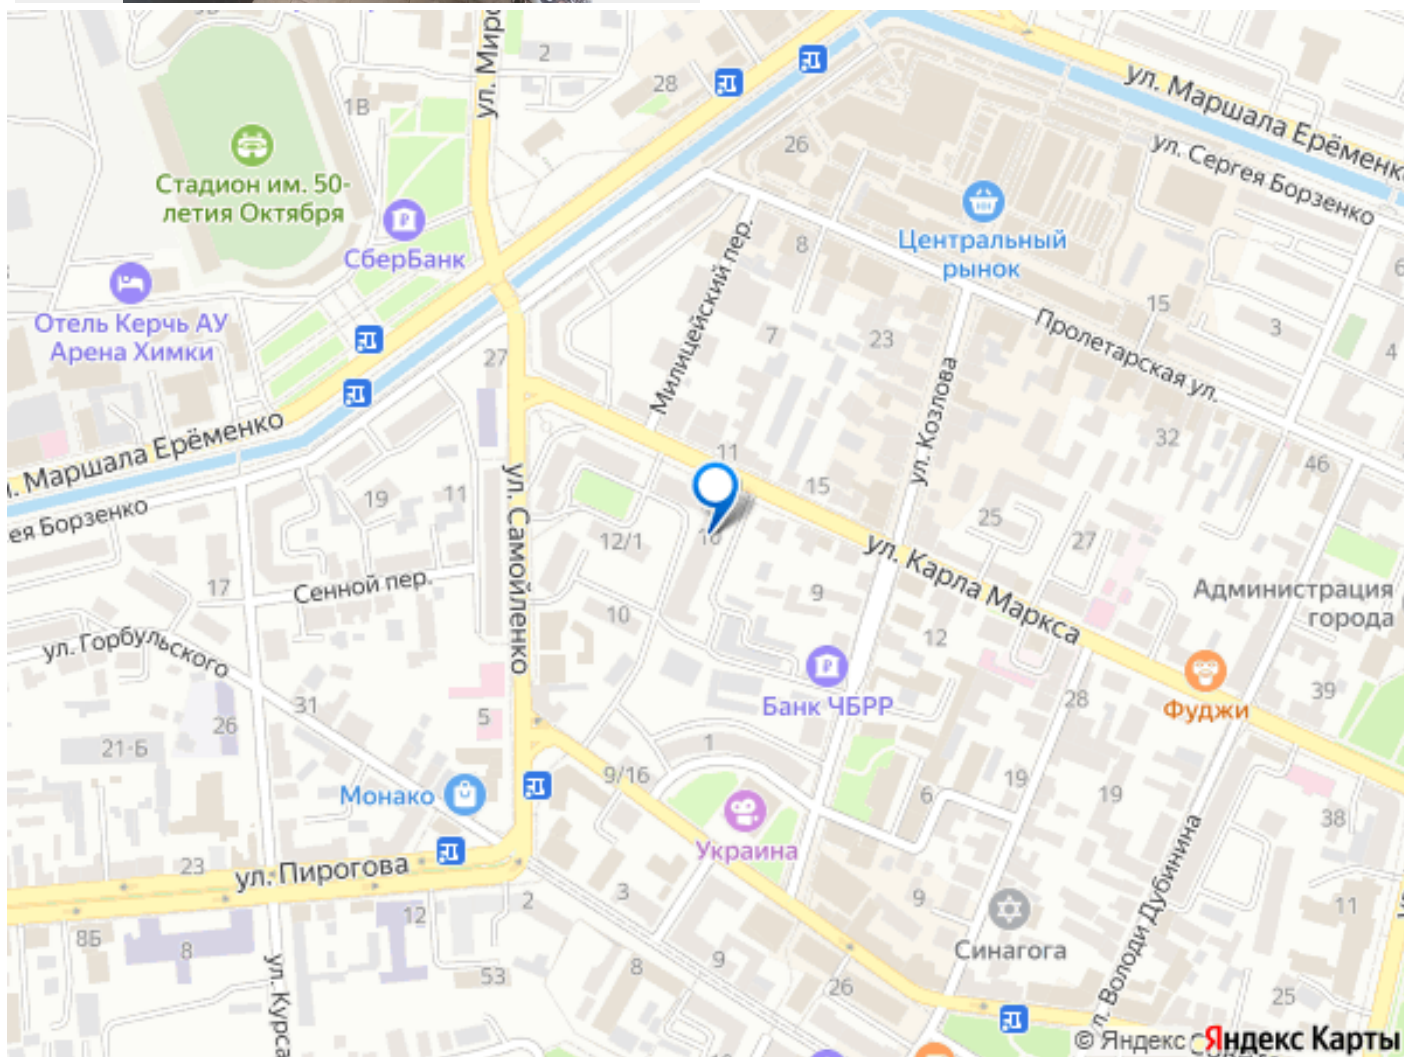 2
ул. Миро
28
1В
Стадион им. 50-
летия Октября
СберБанк
Отель Керчь АУ
Арена Химки
ул. Маршала Ерёменко
ул. Сергея Борзенко
26
8
Центральный
рынок
Милицейский пер.
7
23
15
3
4
6
Пролетарская ул.
ул. Козлова
27
. Маршала Ерёменко
ея Борзенко
19
11
ул. Самойленко
11
15
32
46
25
27
12/1
16
ул. Карла Маркса
Администрация
города
17
Сенной пер.
10
9
12
ул. Горбульского
Банк ЧБРР
28
39
Фуджи
31
26
5
21-Б
1
9/16
Монако
6
19
19
38
Украина
23
ул. Пирогова
3
2
12
8Б
8
9
11
Синагога
ул. Володи Дубинина
ул. Курса
53
8
9
26
25
© Яндекс
Яндекс Карты